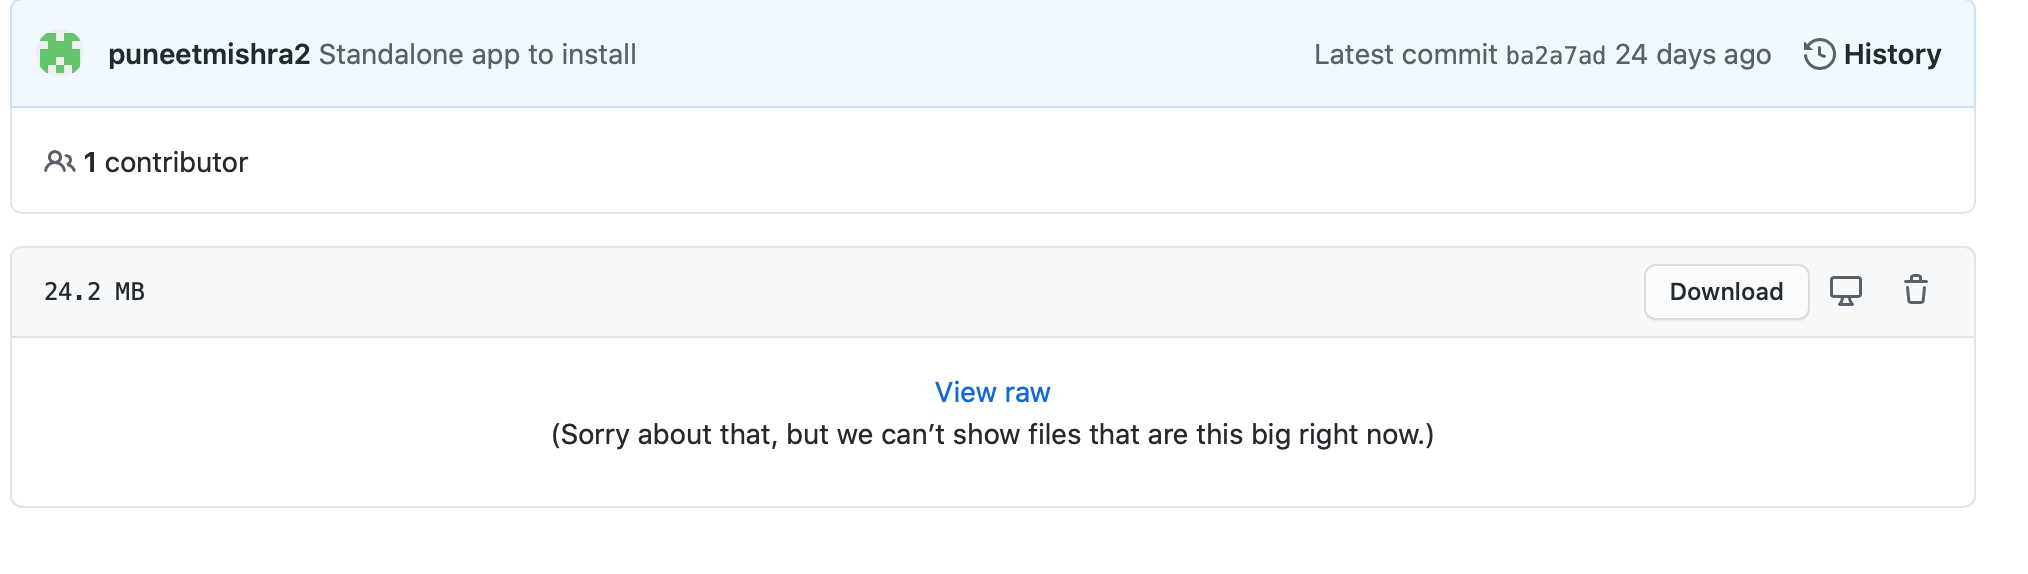 puneetmishra2 Standalone app to install Latest commit ba2a7ad 24 days ago History
1 contributor
24.2 MB Download
View raw
(Sorry about that, but we can’t show files that are this big right now.)